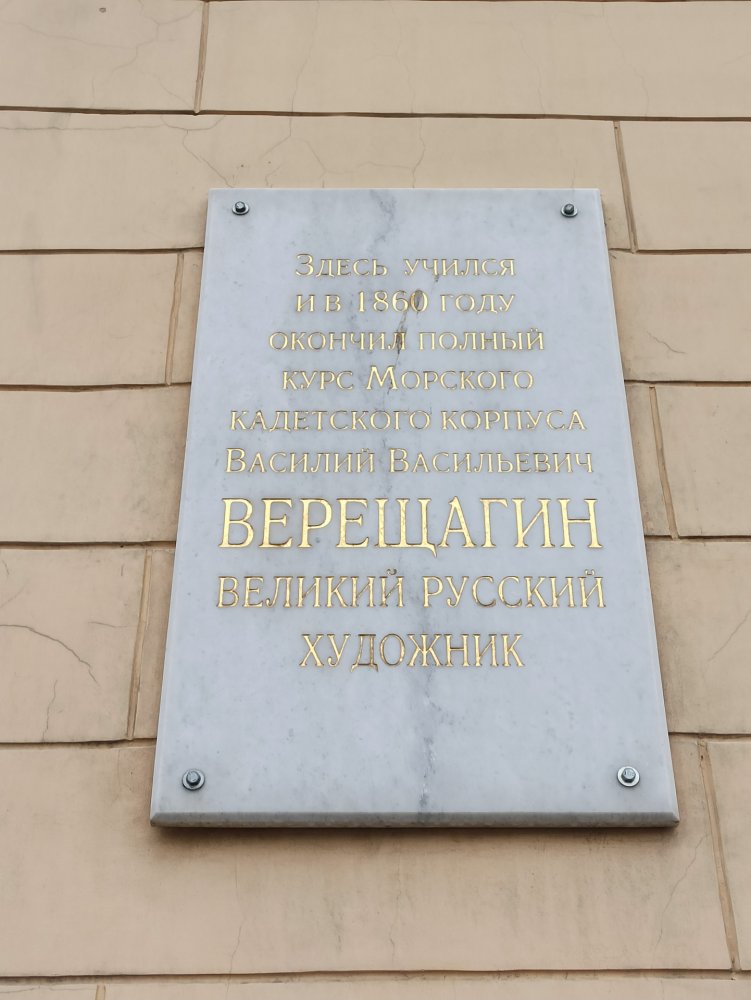 Здесь учился
и в 1860 году
окончил полный
курс Морского
кадетского корпуса
Василий Васильевич
ВЕРЕЩАГИН
ВЕЛИКИЙ РУССКИЙ
ХУДОЖНИК